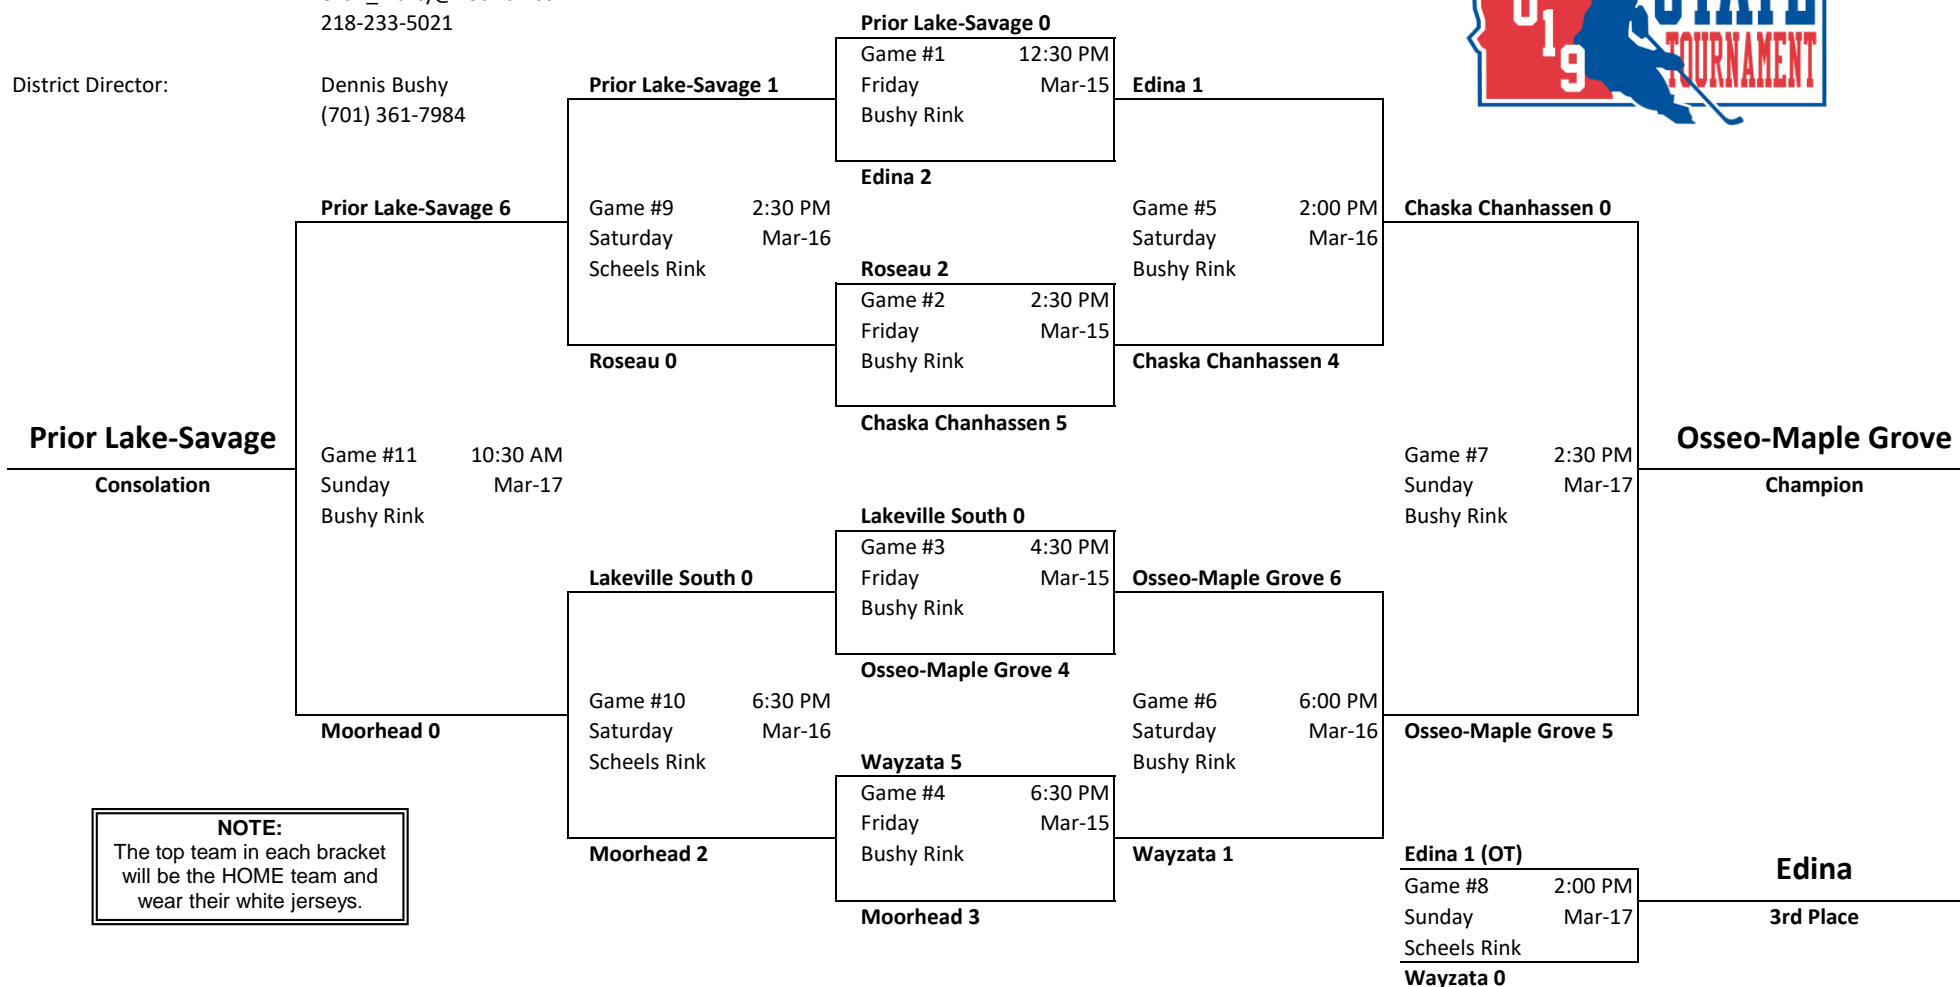 218-233-5021
District Director: Dennis Bushy
(701) 361-7984
STATE
TOURNAMENT
019
Prior Lake-Savage 0
Game #1 12:30 PM
Friday Mar-15
Bushy Rink
Edina 2
Prior Lake-Savage 1
Edina 1
Prior Lake-Savage 6
Game #9 2:30 PM
Saturday Mar-16
Scheels Rink
Game #5 2:00 PM
Saturday Mar-16
Bushy Rink
Chaska Chanhassen 0
Roseau 2
Game #2 2:30 PM
Friday Mar-15
Bushy Rink
Chaska Chanhassen 5
Roseau 0
Chaska Chanhassen 4
Prior Lake-Savage
Consolation
Game #11 10:30 AM
Sunday Mar-17
Bushy Rink
Game #7 2:30 PM
Sunday Mar-17
Bushy Rink
Osseo-Maple Grove
Champion
Lakeville South 0
Game #3 4:30 PM
Friday Mar-15
Bushy Rink
Osseo-Maple Grove 4
Lakeville South 0
Osseo-Maple Grove 6
Moorhead 0
Game #10 6:30 PM
Saturday Mar-16
Scheels Rink
Game #6 6:00 PM
Saturday Mar-16
Bushy Rink
Osseo-Maple Grove 5
Wayzata 5
Game #4 6:30 PM
Friday Mar-15
Bushy Rink
Moorhead 3
Moorhead 2
Wayzata 1
NOTE:
The top team in each bracket
will be the HOME team and
wear their white jerseys.
Edina 1 (OT)
Game #8 2:00 PM
Sunday Mar-17
Scheels Rink
Wayzata 0
Edina
3rd Place